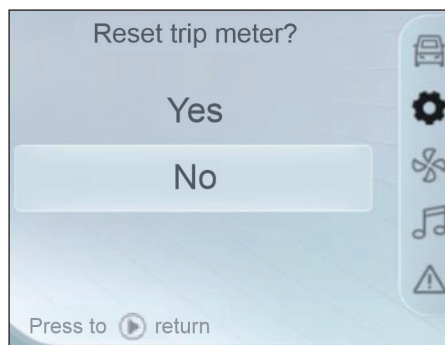 Reset trip meter?
Yes
No
Press to return